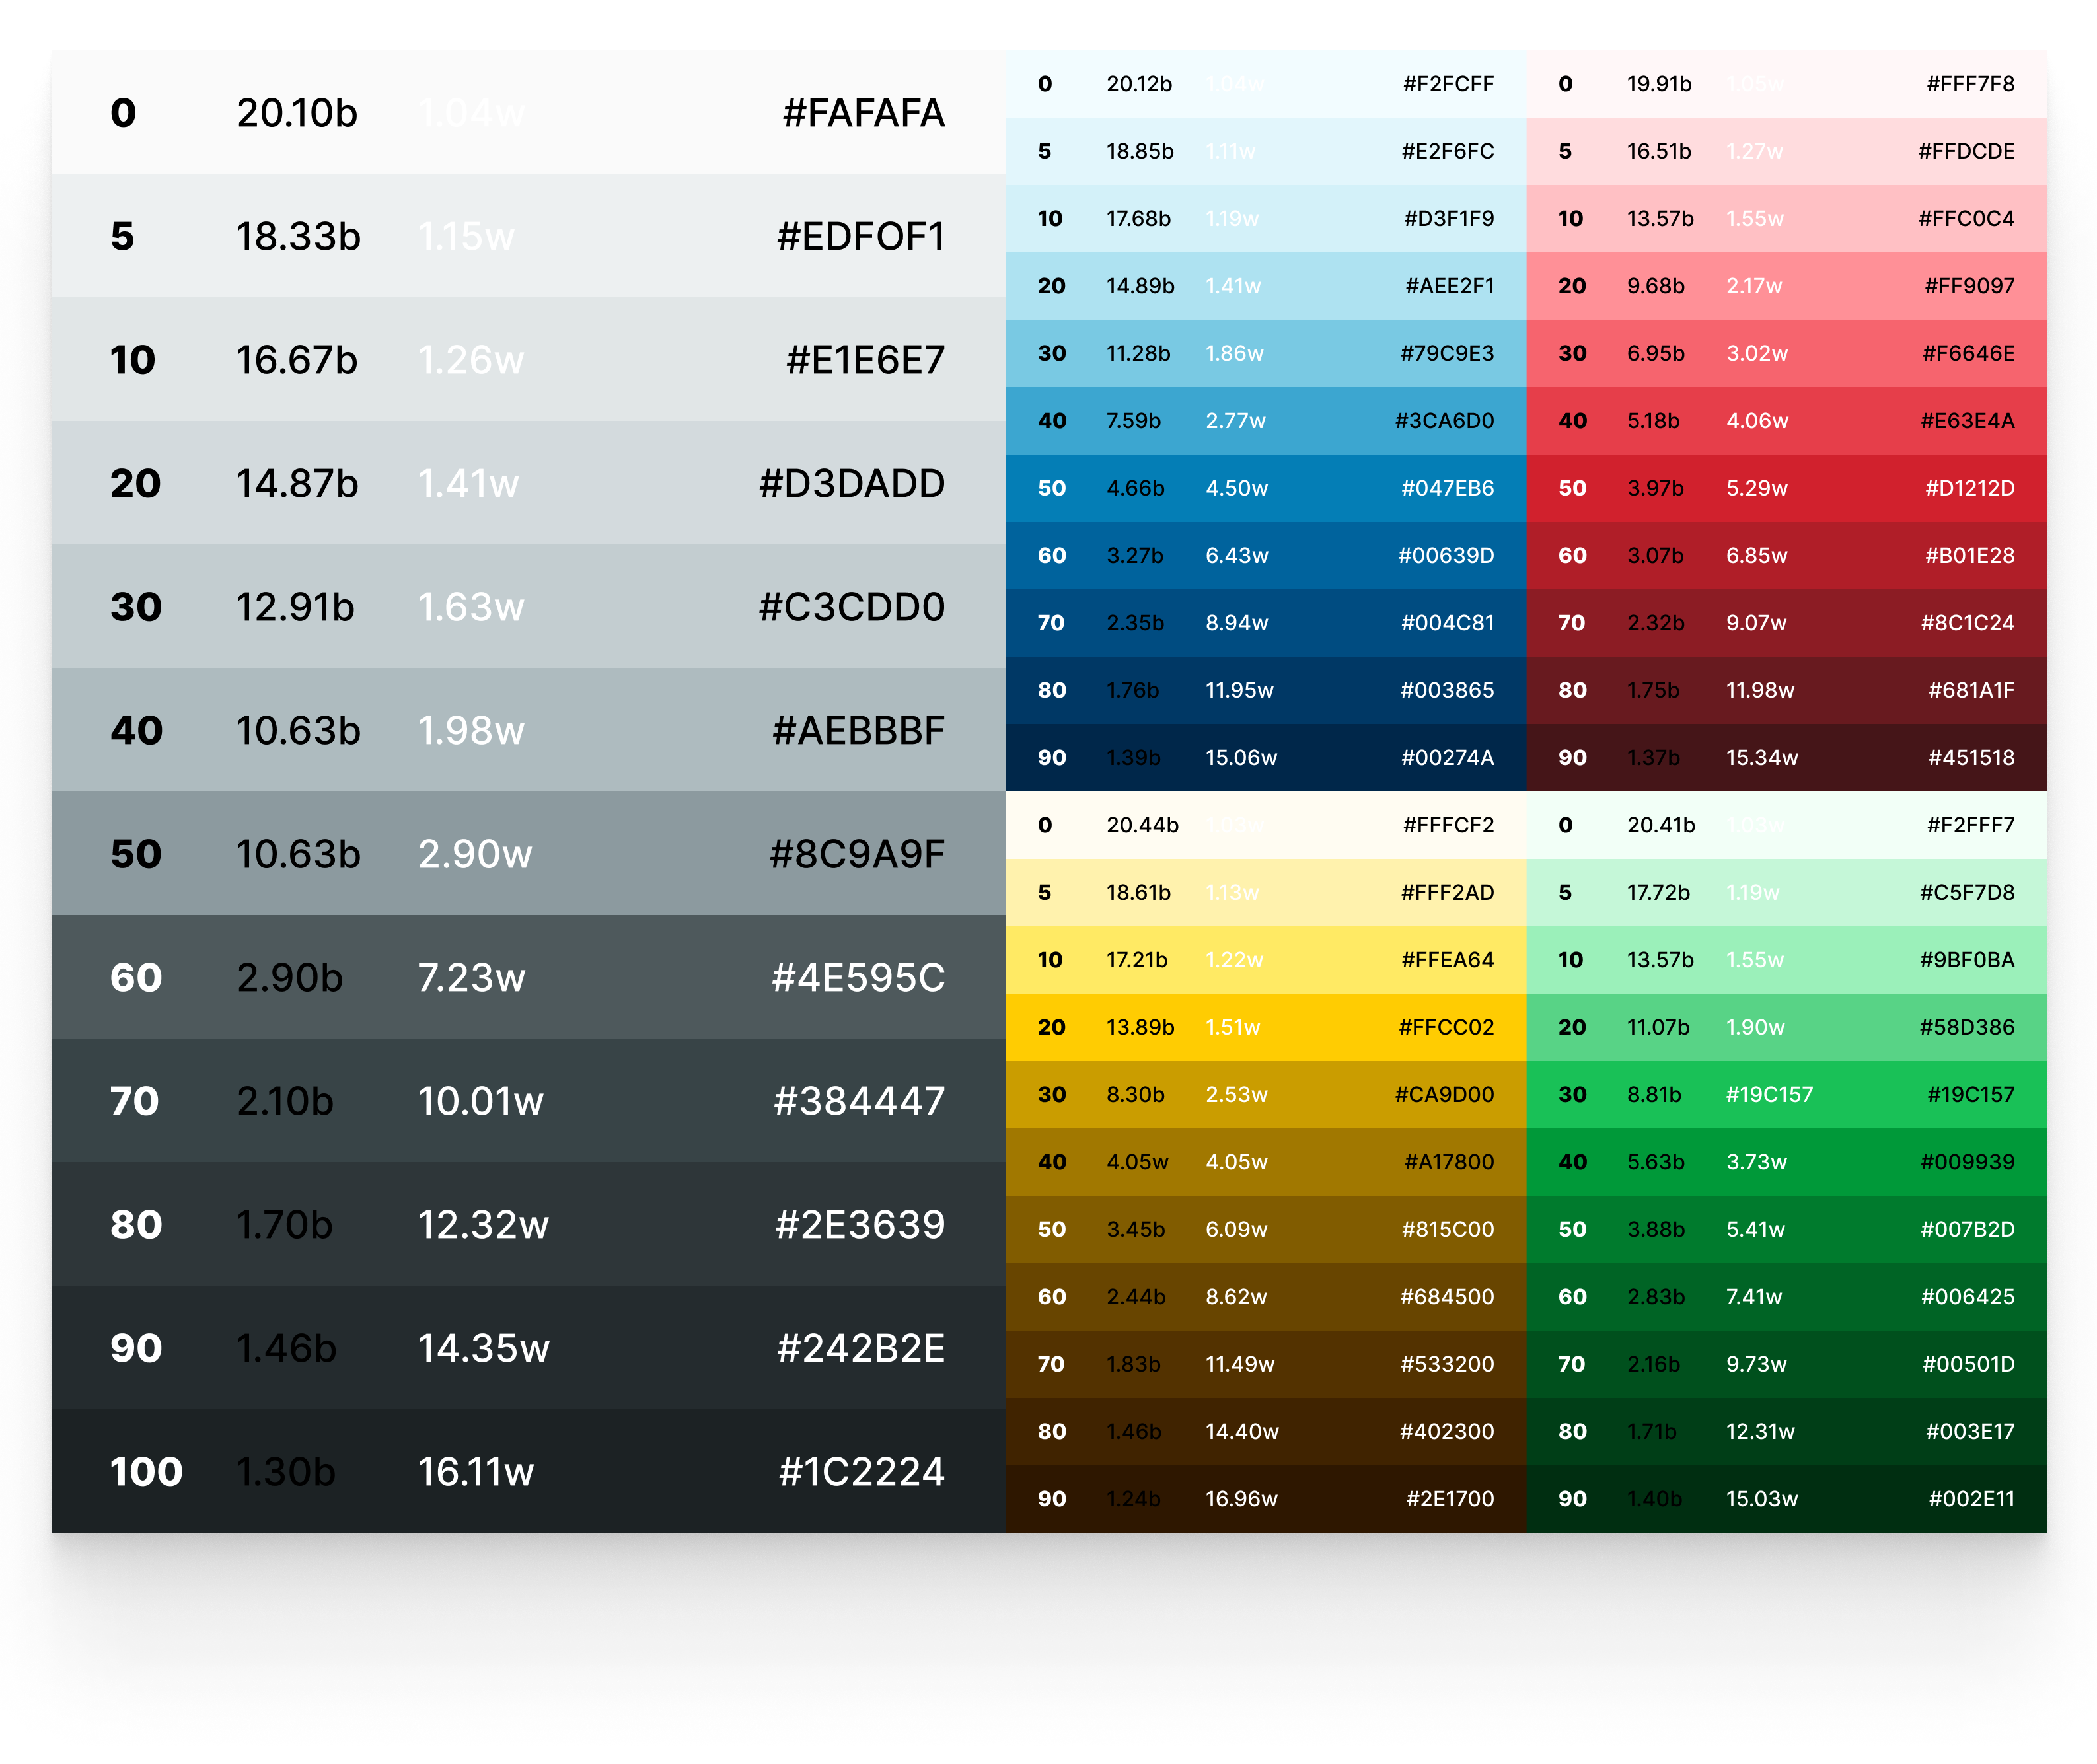 0 20.10b 1.04w #FAFAFA
5 18.33b 1.15w #EDFOF1
10 16.67b 1.26w #E1E6E7
20 14.87b 1.41w #D3DADD
30 12.91b 1.63w #C3CDD0
40 10.63b 1.98w #AEBBBF
50 10.63b 2.90w #8C9A9F
60 2.90b 7.23w #4E595C
70 2.10b 10.01w #384447
80 1.70b 12.32w #2E3639
90 1.46b 14.35w #242B2E
100 1.30b 16.11w #1C2224
0 20.12b 1.04w #F2FCFF
5 18.85b 1.11w #E2F6FC
10 17.68b 1.19w #D3F1F9
20 14.89b 1.41w #AEE2F1
30 11.28b 1.86w #79C9E3
40 7.59b 2.77w #3CA6D0
50 4.66b 4.50w #047EB6
60 3.27b 6.43w #00639D
70 2.35b 8.94w #004C81
80 1.76b 11.95w #003865
90 1.39b 15.06w #00274A
0 19.91b 1.05w #FFF7F8
5 16.51b 1.27w #FFDCDE
10 13.57b 1.55w #FFC0C4
20 9.68b 2.17w #FF9097
30 6.95b 3.02w #F6646E
40 5.18b 4.06w #E63E4A
50 3.97b 5.29w #D1212D
60 3.07b 6.85w #B01E28
70 2.32b 9.07w #8C1C24
80 1.75b 11.98w #681A1F
90 1.37b 15.34w #451518
0 20.44b 1.03w #FFFCF2
5 18.61b 1.13w #FFF2AD
10 17.21b 1.22w #FFEA64
20 13.89b 1.51w #FFCC02
30 8.30b 2.53w #CA9D00
40 4.05w 4.05w #A17800
50 3.45b 6.09w #815C00
60 2.44b 8.62w #684500
70 1.83b 11.49w #533200
80 1.46b 14.40w #402300
90 1.24b 16.96w #2E1700
0 20.41b 1.03w #F2FFF7
5 17.72b 1.19w #C5F7D8
10 13.57b 1.55w #9BF0BA
20 11.07b 1.90w #58D386
30 8.81b #19C157 #19C157
40 5.63b 3.73w #009939
50 3.88b 5.41w #007B2D
60 2.83b 7.41w #006425
70 2.16b 9.73w #00501D
80 1.71b 12.31w #003E17
90 1.40b 15.03w #002E11